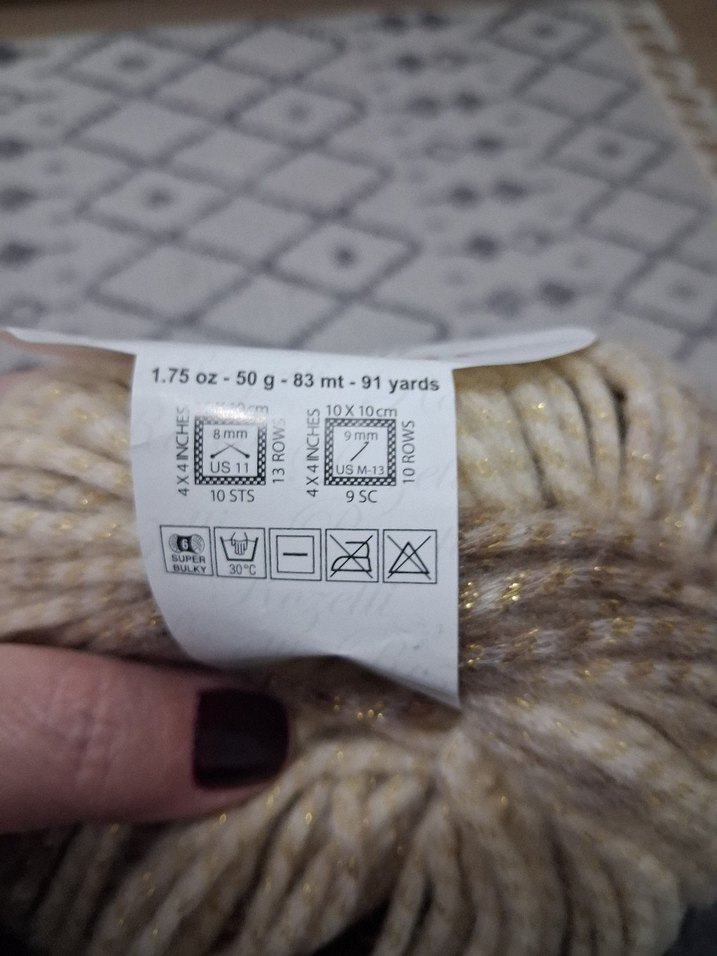 1.75 oz - 50 g - 83 mt - 91 yards
4 X 4 INCHES
8 mm
US 11
13 ROWS
10 STS
10 X 10 cm
4 X 4 INCHES
9 mm
US M-13
10 ROWS
9 SC
6
SUPER
BULKY
30°C